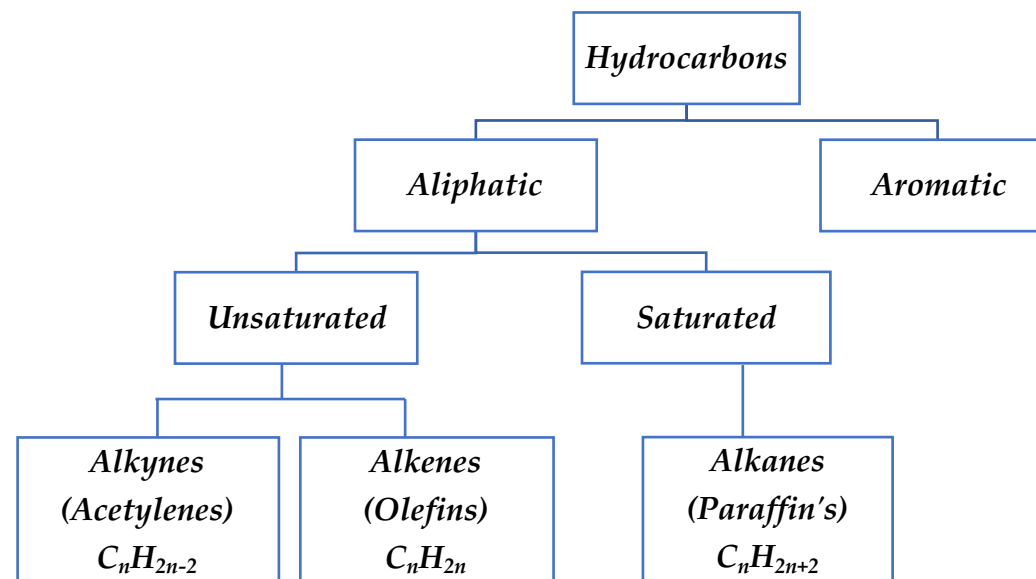 Hydrocarbons
Aliphatic
Aromatic
Unsaturated
Saturated
Alkynes
(Acetylenes)
CₙH₂ₙ₋₂
Alkenes
(Olefins)
CₙH₂ₙ
Alkanes
(Paraffin’s)
CₙH₂ₙ₊₂